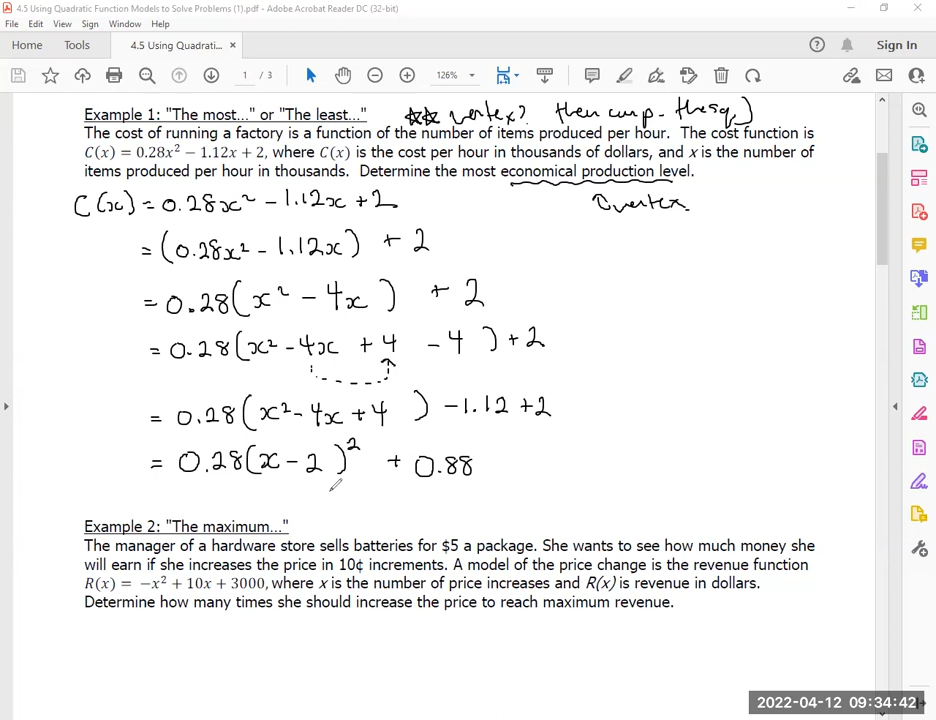 4.5 Using Quadratic Function Models to Solve Problems (1).pdf - Adobe Acrobat Reader DC (32-bit)
File Edit View Sign Window Help
Home Tools 4.5 Using Quadrati... × Sign In
1 / 3 126%
Example 1: "The most..." or "The least..." ** vertex? then comp. the sq.)
The cost of running a factory is a function of the number of items produced per hour. The cost function is
C(x) = 0.28x² − 1.12x + 2, where C(x) is the cost per hour in thousands of dollars, and x is the number of
items produced per hour in thousands. Determine the most economical production level.
C(x) = 0.28x² - 1.12x + 2
vertex
= (0.28x² - 1.12x) + 2
= 0.28(x² - 4x) + 2
= 0.28(x² - 4x + 4 - 4) + 2
= 0.28(x² - 4x + 4) - 1.12 + 2
= 0.28(x - 2)² + 0.88
Example 2: "The maximum..."
The manager of a hardware store sells batteries for $5 a package. She wants to see how much money she
will earn if she increases the price in 10¢ increments. A model of the price change is the revenue function
R(x) = −x² + 10x + 3000, where x is the number of price increases and R(x) is revenue in dollars.
Determine how many times she should increase the price to reach maximum revenue.
2022-04-12 09:34:42